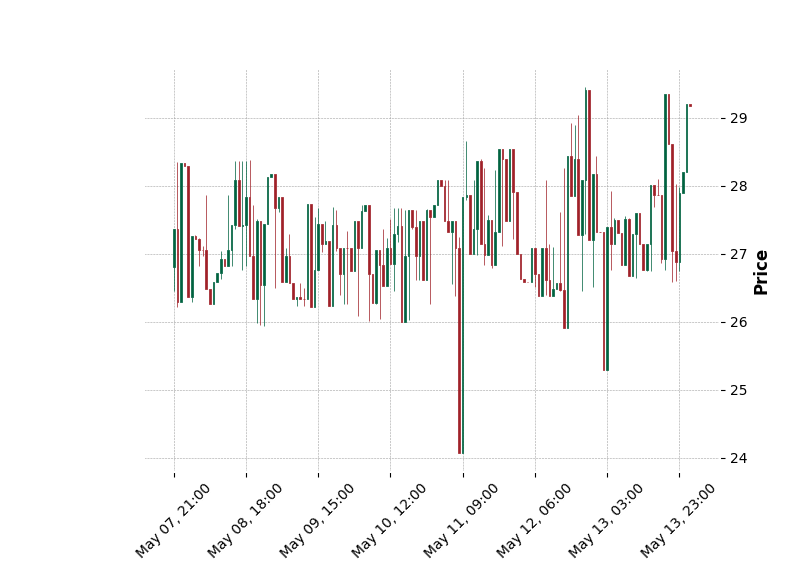 29
28
27
26
25
24
Price
May 07, 21:00
May 08, 18:00
May 09, 15:00
May 10, 12:00
May 11, 09:00
May 12, 06:00
May 13, 03:00
May 13, 23:00